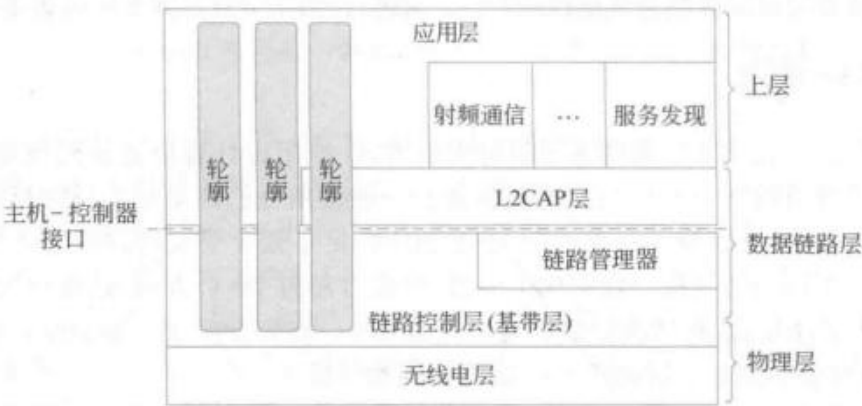 应用层
射频通信
…
服务发现
上层
轮廓
轮廓
轮廓
L2CAP层
主机-控制器
接口
链路管理器
数据链路层
链路控制层(基带层)
物理层
无线电层